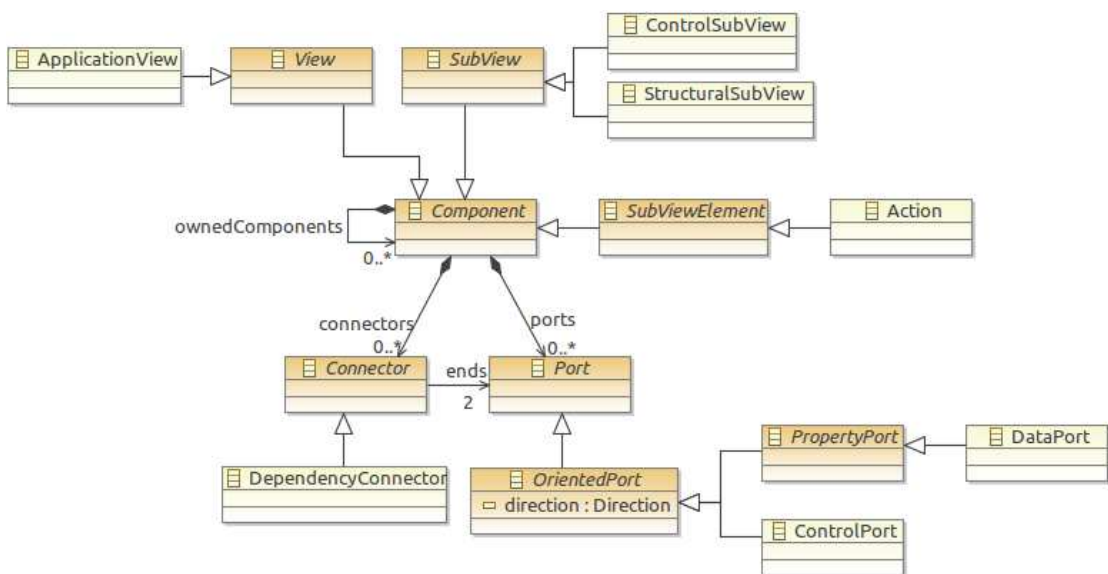 ControlSubView
ApplicationView
View
SubView
StructuralSubView
Component
SubViewElement
Action
ownedComponents
0..*
connectors
ports
0..*
0..*
Connector
ends
Port
2
PropertyPort
DataPort
DependencyConnector
OrientedPort
direction : Direction
ControlPort